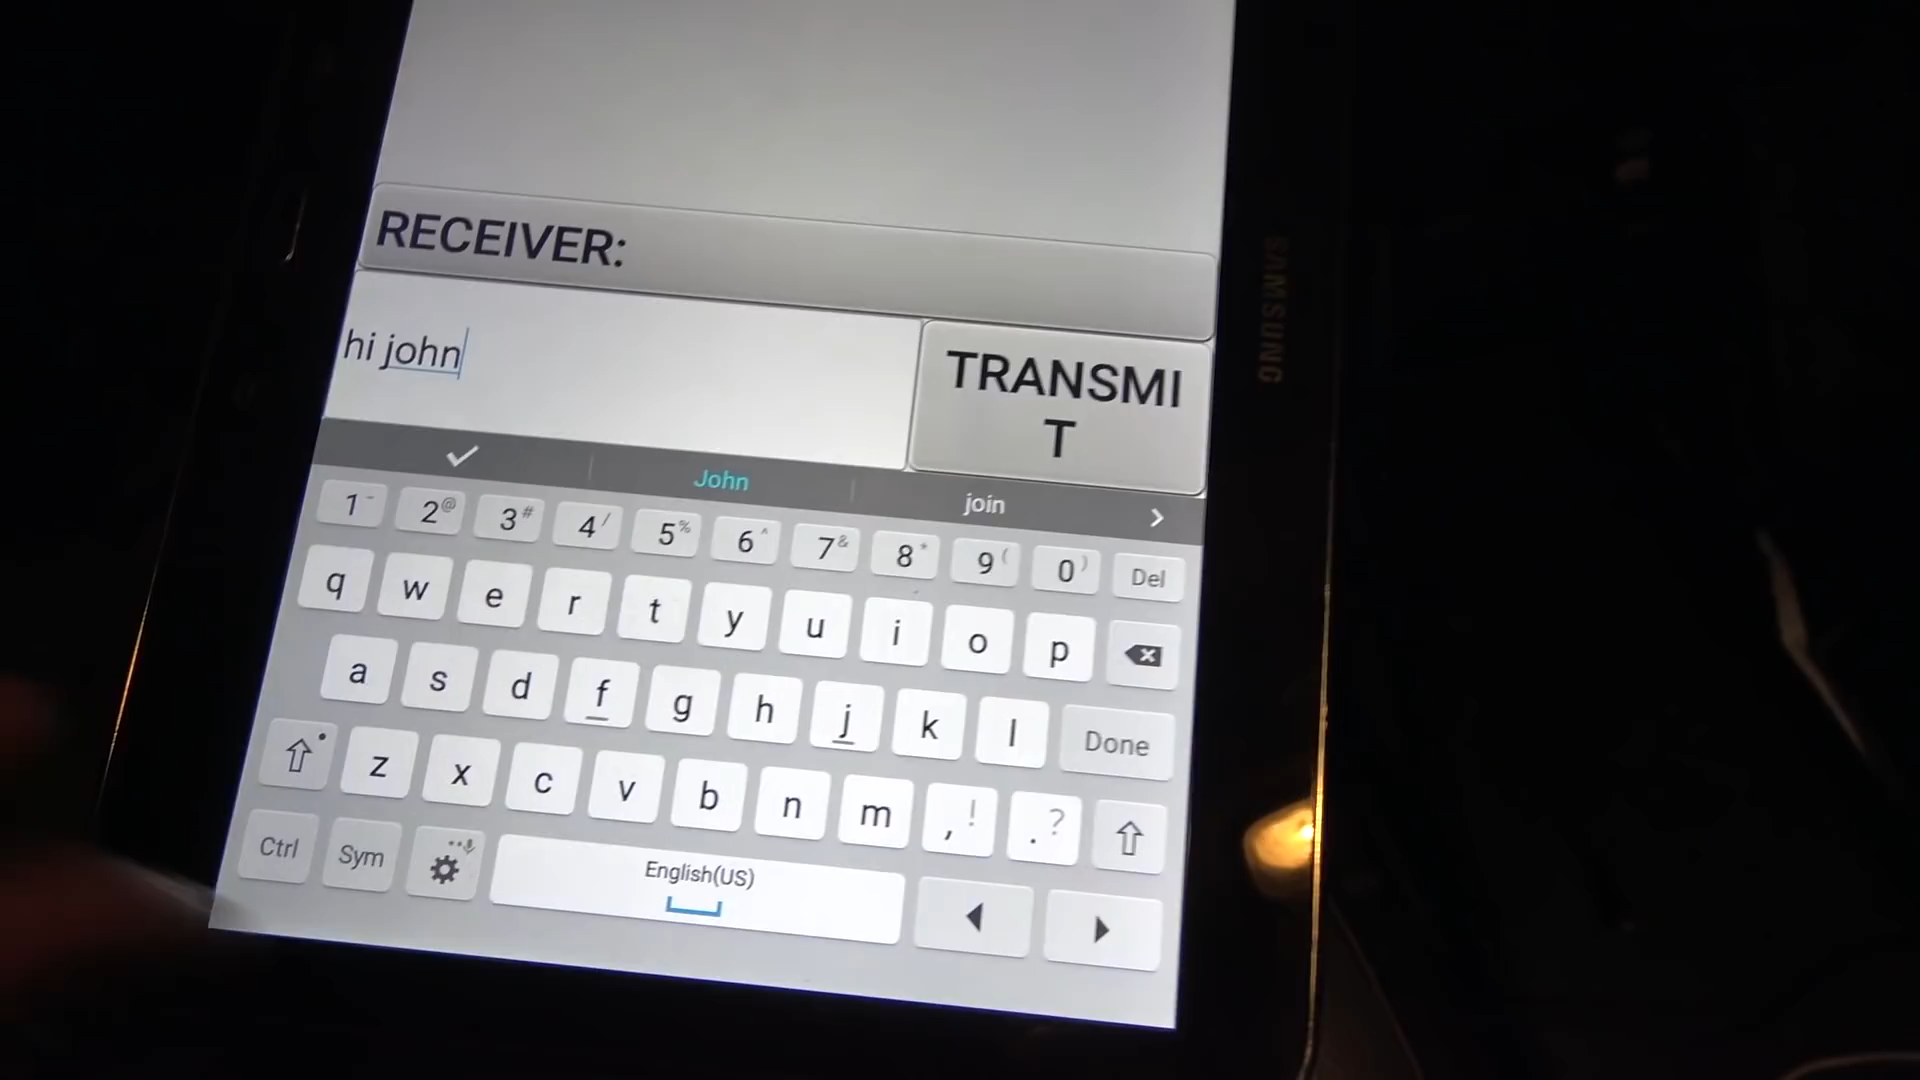 RECEIVER:
hi john
TRANSMI
T
John
join
1 -
2 @
3 #
4 /
5 %
6 ^
7 &
8 *
9 (
0 )
Del
q w e r t y u i o p
a s d f g h j k l Done
z x c v b n m , ! . ?
Ctrl Sym English(US)
SAMSUNG